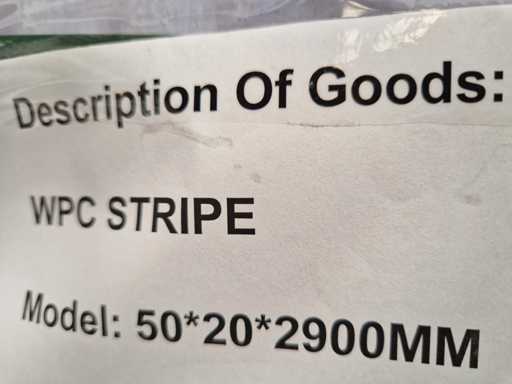 Description Of Goods:
WPC STRIPE
Model: 50*20*2900MM